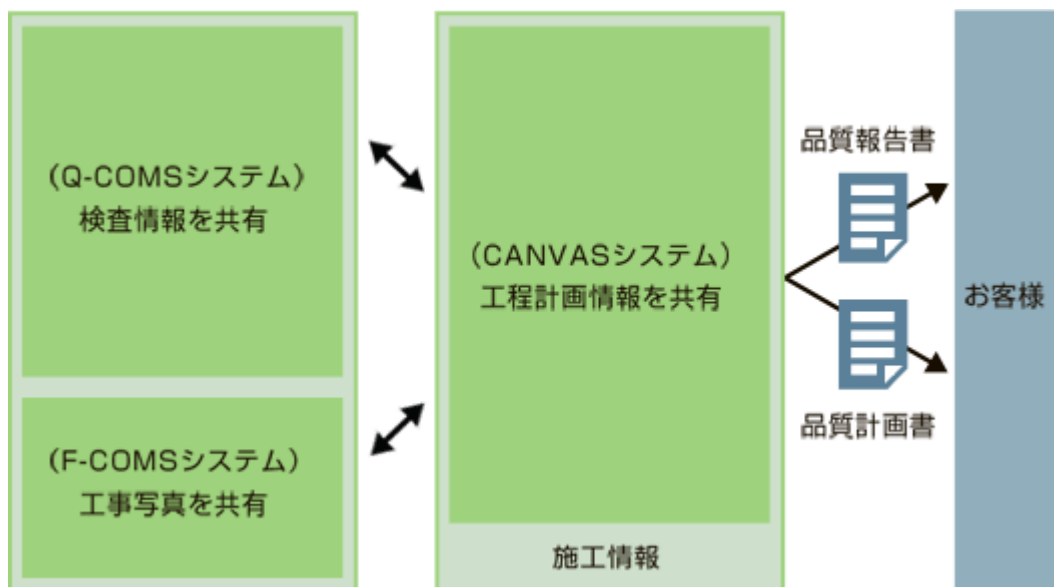 （Q-COMSシステム）
検査情報を共有
（F-COMSシステム）
工事写真を共有
（CANVASシステム）
工程計画情報を共有
施工情報
品質報告書
品質計画書
お客様